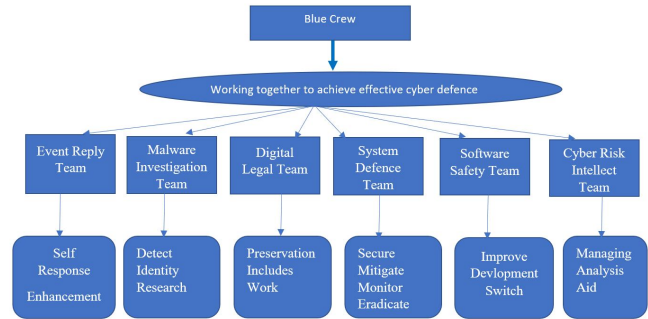 Blue Crew
Working together to achieve effective cyber defence
Event Reply
Team
Malware
Investigation
Team
Digital
Legal Team
System
Defence
Team
Software
Safety Team
Cyber Risk
Intellect
Team
Self
Response
Enhancement
Detect
Identity
Research
Preservation
Includes
Work
Secure
Mitigate
Monitor
Eradicate
Improve
Devlopment
Switch
Managing
Analysis
Aid